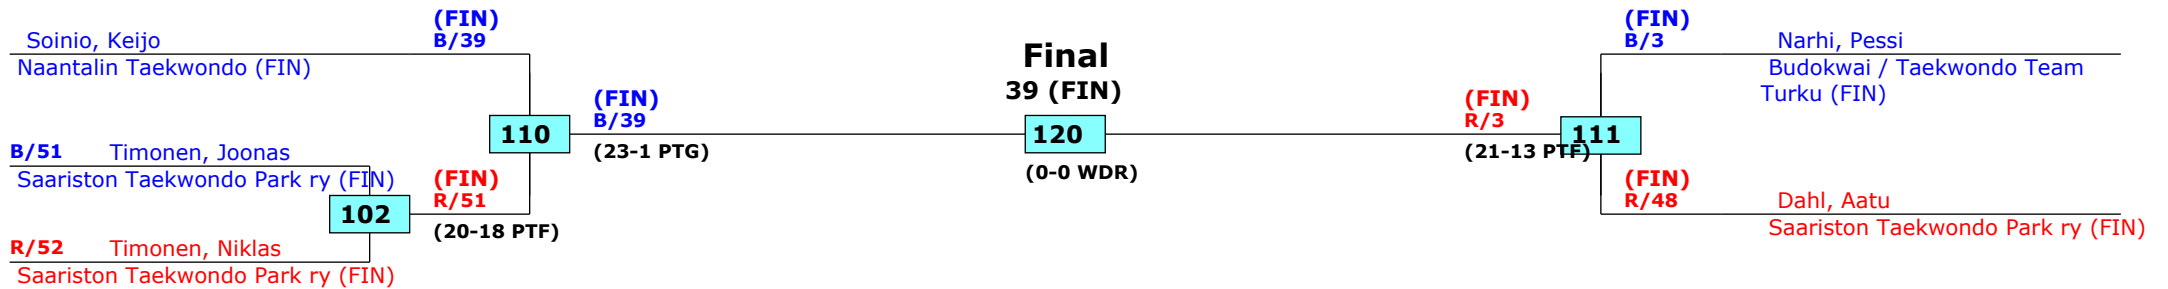 (FIN)
B/39
Soinio, Keijo
Naantalin Taekwondo (FIN)
B/51 Timonen, Joonas
Saariston Taekwondo Park ry (FIN)
R/52 Timonen, Niklas
Saariston Taekwondo Park ry (FIN)
102
(FIN)
R/51
(20-18 PTF)
110
(FIN)
B/39
(23-1 PTG)
Final
39 (FIN)
120
(0-0 WDR)
(FIN)
R/3
(21-13 PTF)
111
(FIN)
B/3
Narhi, Pessi
Budokwai / Taekwondo Team
Turku (FIN)
(FIN)
R/48
Dahl, Aatu
Saariston Taekwondo Park ry (FIN)